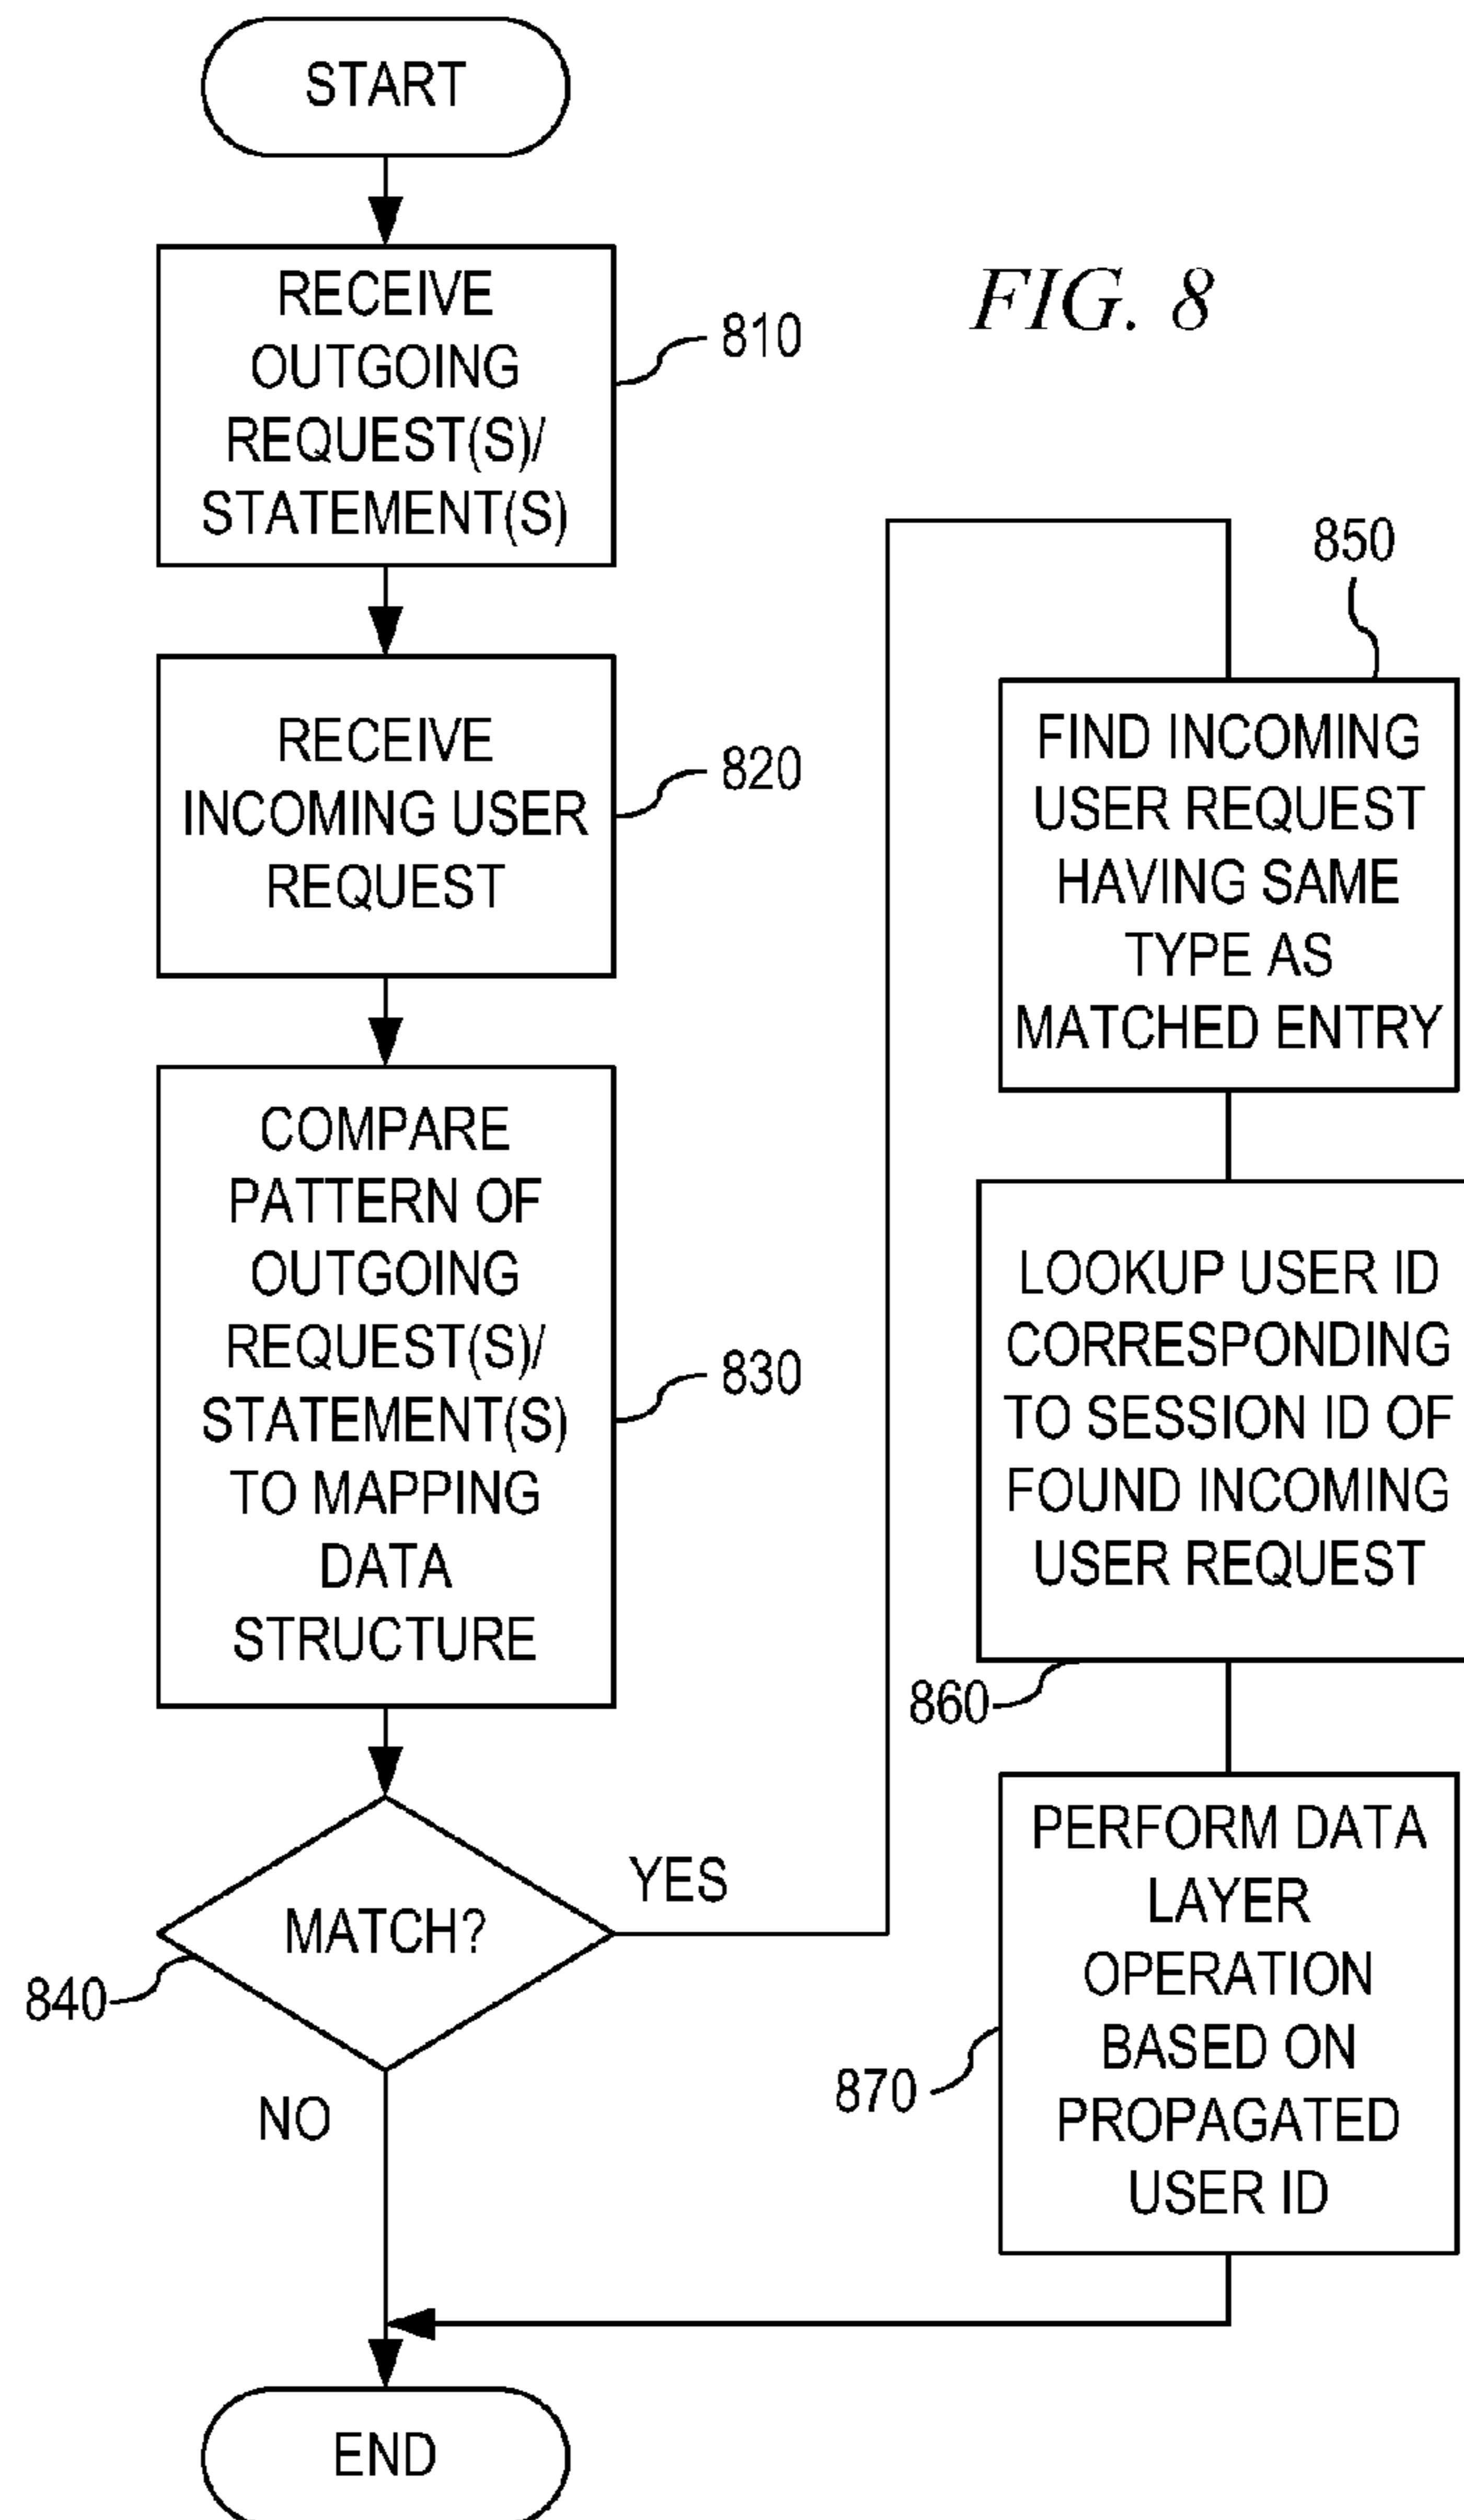 START
RECEIVE
OUTGOING
REQUEST(S)/
STATEMENT(S)
810
FIG. 8
RECEIVE
INCOMING USER
REQUEST
820
COMPARE
PATTERN OF
OUTGOING
REQUEST(S)/
STATEMENT(S)
TO MAPPING
DATA
STRUCTURE
830
MATCH?
840
YES
NO
850
FIND INCOMING
USER REQUEST
HAVING SAME
TYPE AS
MATCHED ENTRY
LOOKUP USER ID
CORRESPONDING
TO SESSION ID OF
FOUND INCOMING
USER REQUEST
860
PERFORM DATA
LAYER
OPERATION
BASED ON
PROPAGATED
USER ID
870
END